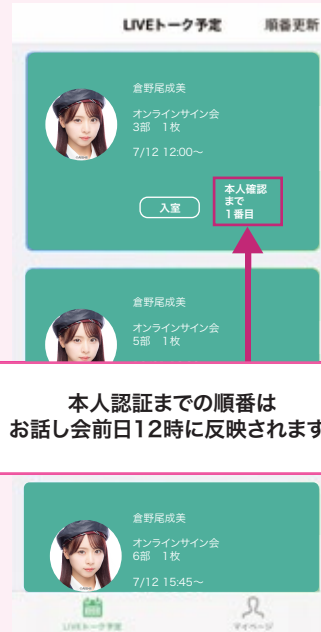 LIVEトーク予定
順番更新
倉野尾成美
オンラインサイン会
3部 1枚
7/12 12:00～
入室
本人確認
まで
1番目
倉野尾成美
オンラインサイン会
5部 1枚
本人認証までの順番は
お話し会前日12時に反映されます
倉野尾成美
オンラインサイン会
6部 1枚
7/12 15:45～
LIVEトーク予定
マイページ